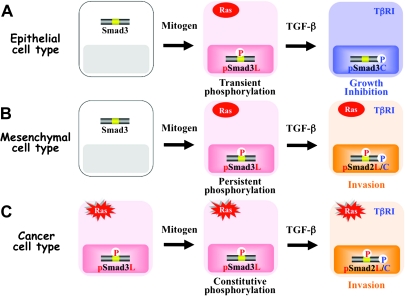 A
Epithelial
cell type
Smad3
Mitogen
Ras
P
pSmad3L
Transient
phosphorylation
TGF-β
TβRI
P
pSmad3C
Growth
Inhibition
B
Mesenchymal
cell type
Smad3
Mitogen
Ras
P
pSmad3L
Persistent
phosphorylation
TGF-β
Ras
TβRI
P
P
pSmad2L/C
Invasion
C
Cancer
cell type
Ras
P
pSmad3L
Mitogen
Ras
P
pSmad3L
Constitutive
phosphorylation
TGF-β
Ras
TβRI
P
P
pSmad2L/C
Invasion